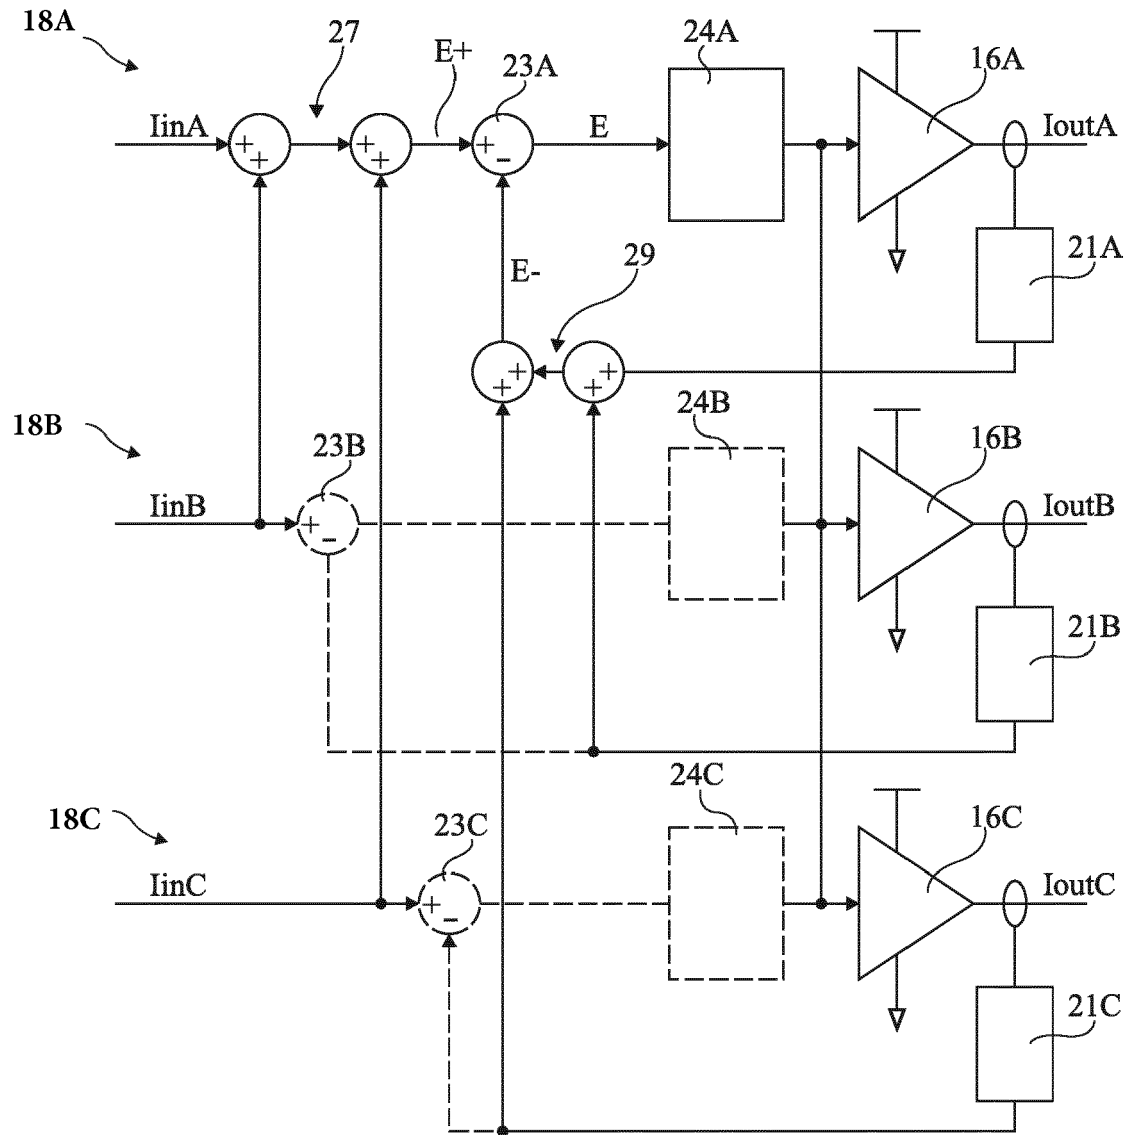 18A
27
E+
23A
24A
16A
IinA
+
+
+
+
+
-
E
IoutA
21A
E-
29
+
+
+
+
18B
23B
24B
16B
IinB
+
-
IoutB
21B
18C
23C
24C
16C
IinC
+
-
IoutC
21C